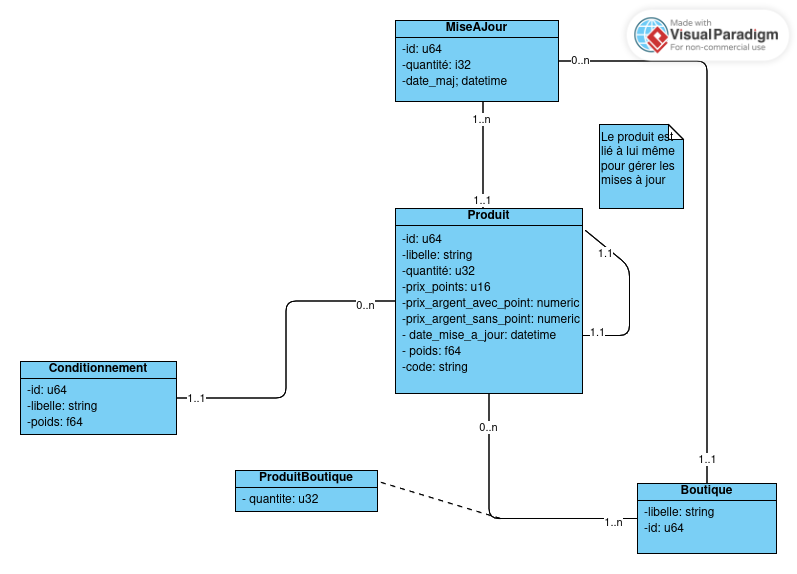 MiseAJour
-id: u64
-quantité: i32
-date_maj; datetime
Made with
VisualParadigm
For non-commercial use
0..n
1..n
Le produit est
lié à lui même
pour gérer les
mises à jour
1..1
Produit
-id: u64
-libelle: string
-quantité: u32
-prix_points: u16
-prix_argent_avec_point: numeric
-prix_argent_sans_point: numeric
- date_mise_a_jour: datetime
- poids: f64
-code: string
1.1
1.1
0..n
Conditionnement
-id: u64
-libelle: string
-poids: f64
1..1
0..n
1..1
ProduitBoutique
- quantite: u32
Boutique
-libelle: string
-id: u64
1..n